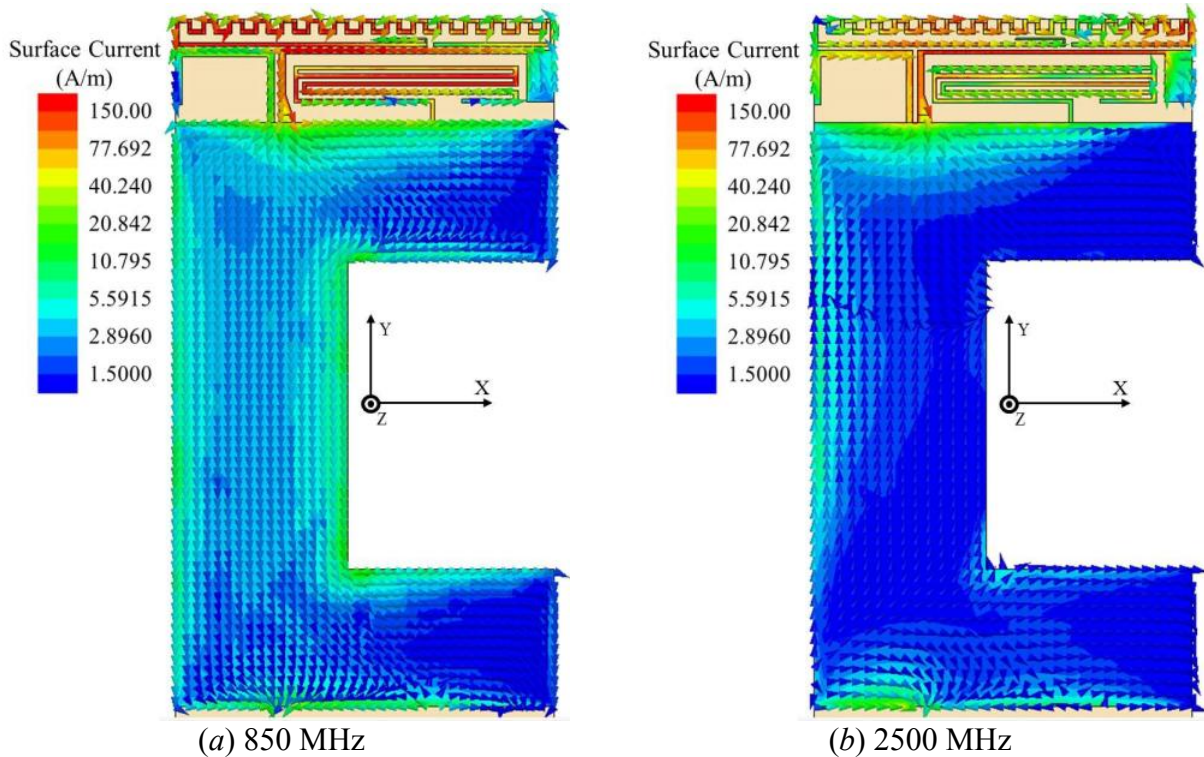 Surface Current
(A/m)
150.00
77.692
40.240
20.842
10.795
5.5915
2.8960
1.5000
Y
X
Z
(a) 850 MHz
Surface Current
(A/m)
150.00
77.692
40.240
20.842
10.795
5.5915
2.8960
1.5000
Y
X
Z
(b) 2500 MHz